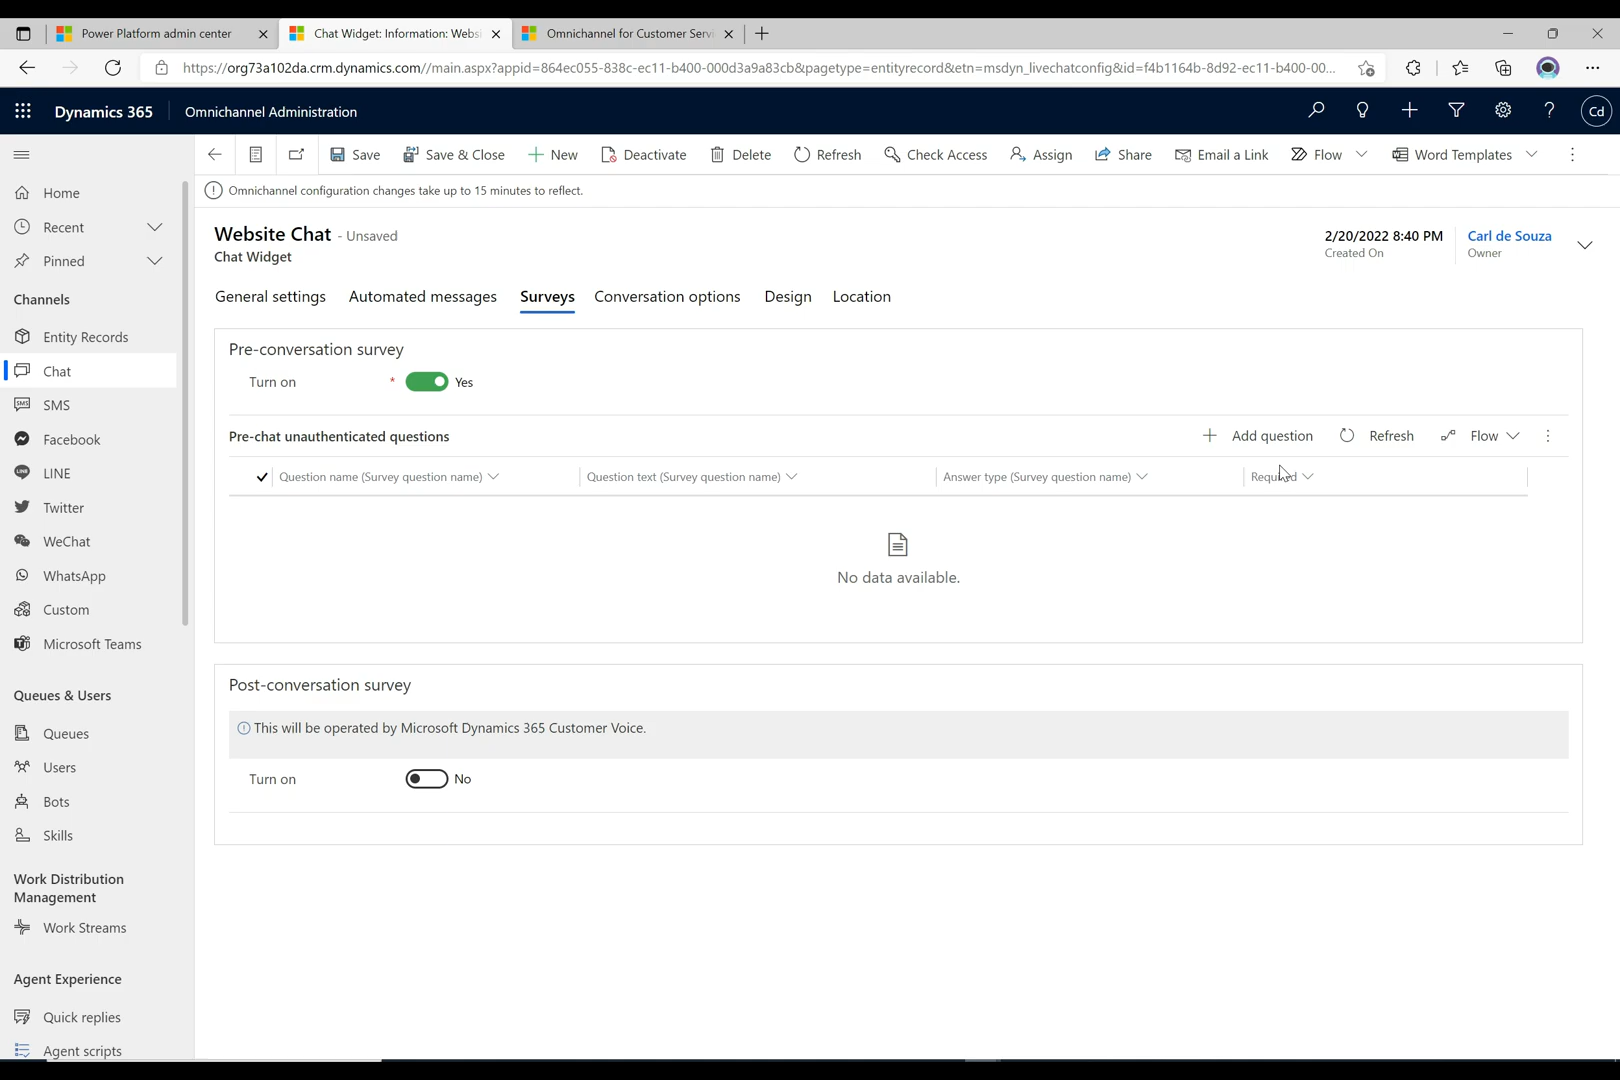 Power Platform admin center
Chat Widget: Information: Websi
Omnichannel for Customer Servi
https://org73a102da.crm.dynamics.com//main.aspx?appid=864ec055-838c-ec11-b400-000d3a9a83cb&pagetype=entityrecord&etn=msdyn_livechatconfig&id=f4b1164b-8d92-ec11-b400-00...
Dynamics 365
Omnichannel Administration
Cd
Save
Save & Close
New
Deactivate
Delete
Refresh
Check Access
Assign
Share
Email a Link
Flow
Word Templates
Omnichannel configuration changes take up to 15 minutes to reflect.
Home
Recent
Pinned
Channels
Entity Records
Chat
SMS
SMS
Facebook
LINE
Twitter
WeChat
WhatsApp
Custom
Microsoft Teams
Queues & Users
Queues
Users
Bots
Skills
Work Distribution
Management
Work Streams
Agent Experience
Quick replies
Agent scripts
Website Chat - Unsaved
Chat Widget
2/20/2022 8:40 PM
Created On
Carl de Souza
Owner
General settings
Automated messages
Surveys
Conversation options
Design
Location
Pre-conversation survey
Turn on * Yes
Pre-chat unauthenticated questions
Add question
Refresh
Flow
Question name (Survey question name)
Question text (Survey question name)
Answer type (Survey question name)
Required
No data available.
Post-conversation survey
This will be operated by Microsoft Dynamics 365 Customer Voice.
Turn on No